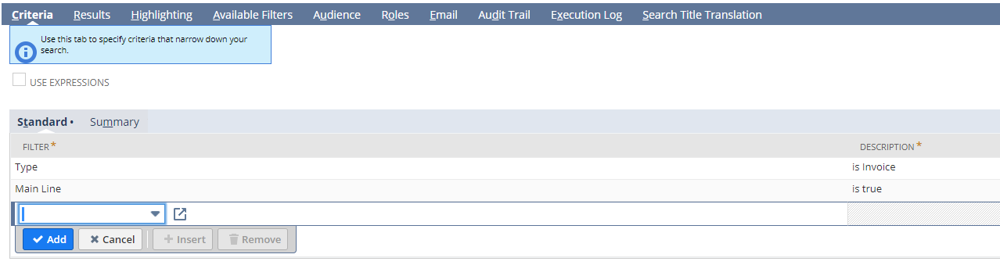 Criteria Results Highlighting Available Filters Audience Roles Email Audit Trail Execution Log Search Title Translation
Use this tab to specify criteria that narrow down your
search.
USE EXPRESSIONS
Standard • Summary
FILTER* DESCRIPTION*
Type is Invoice
Main Line is true
Add Cancel Insert Remove